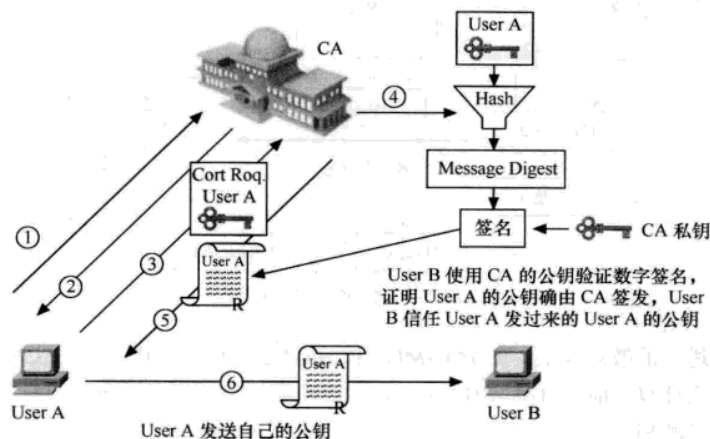 User A
CA
④
Hash
Message Digest
Cort Roq.
User A
①
签名
CA 私钥
②
③
User A
R
User B 使用 CA 的公钥验证数字签名，
证明 User A 的公钥确由 CA 签发，User
B 信任 User A 发过来的 User A 的公钥
⑤
⑥
User A
R
User A
User B
User A 发送自己的公钥